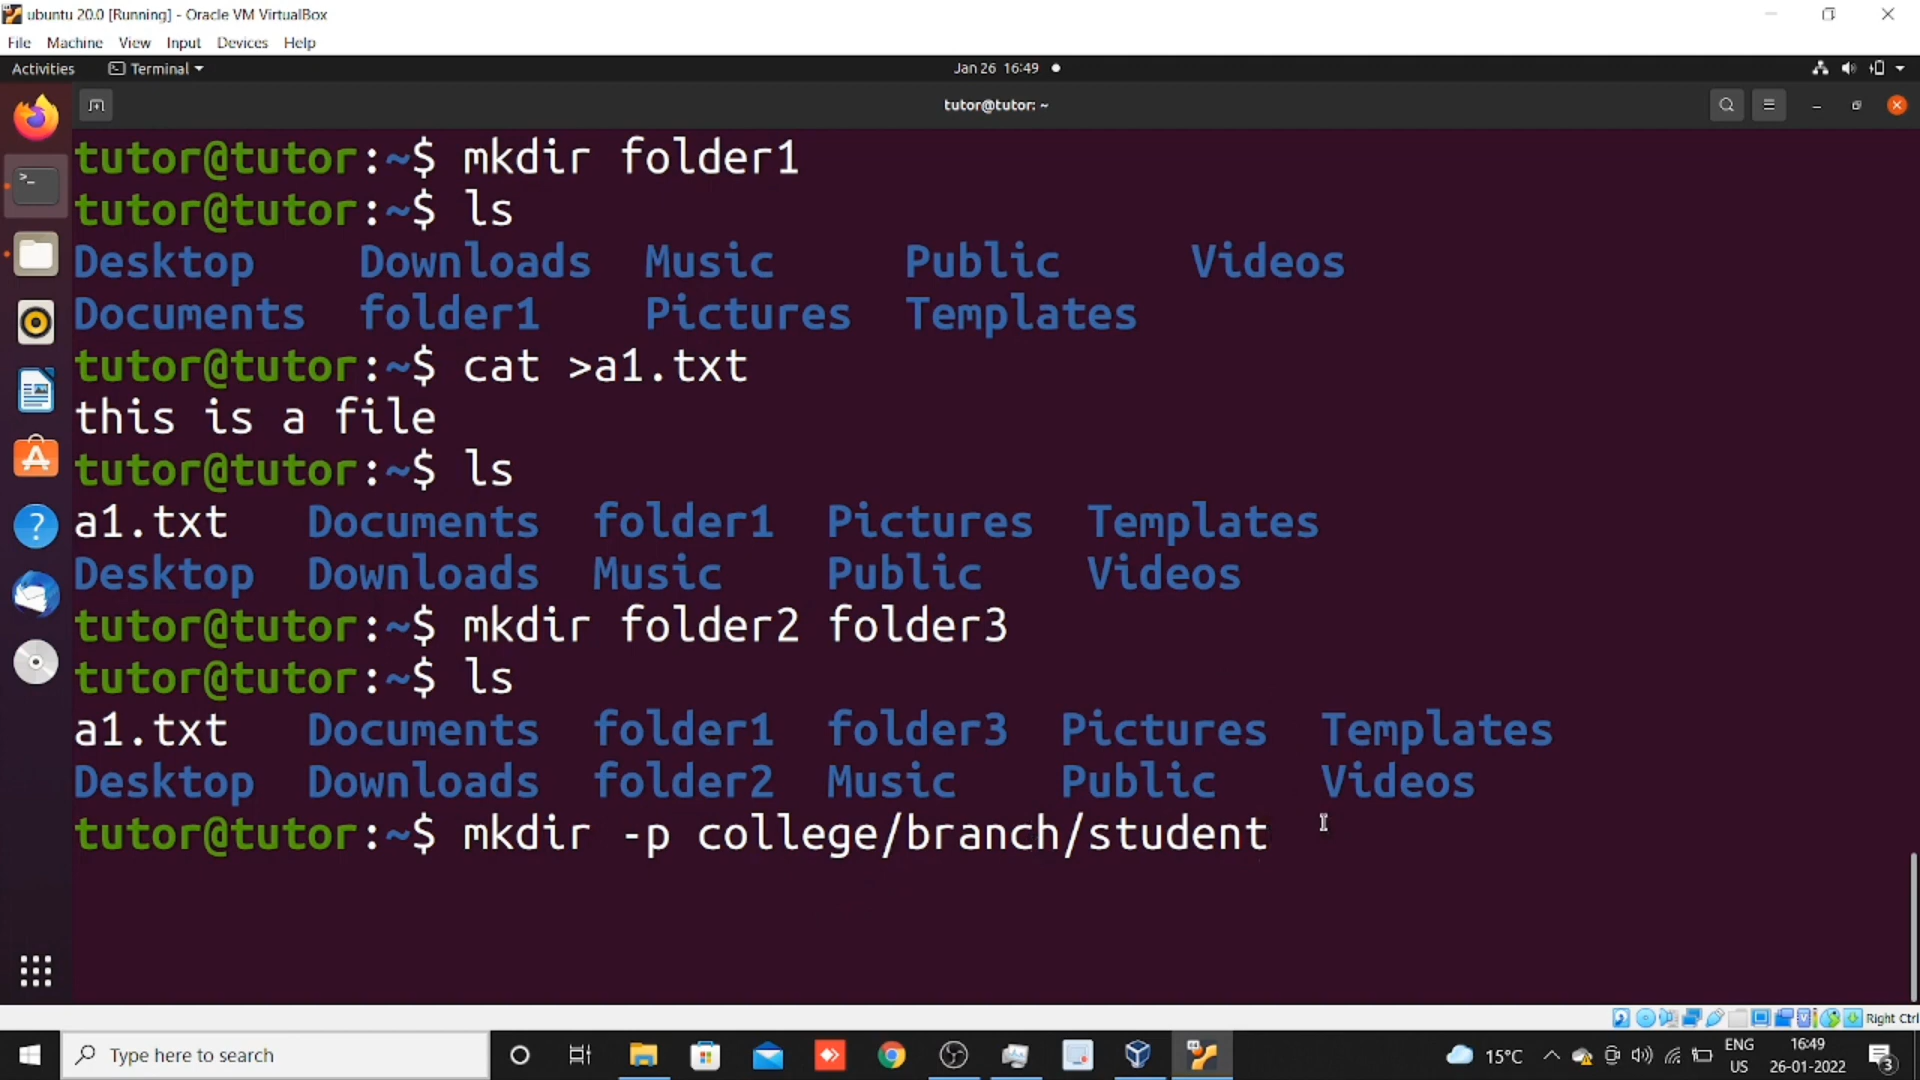 ubuntu 20.0 [Running] - Oracle VM VirtualBox
File Machine View Input Devices Help
Activities Terminal Jan 26 16:49
tutor@tutor: ~
tutor@tutor:~$ mkdir folder1
tutor@tutor:~$ ls
Desktop Downloads Music Public Videos
Documents folder1 Pictures Templates
tutor@tutor:~$ cat >a1.txt
this is a file
tutor@tutor:~$ ls
a1.txt Documents folder1 Pictures Templates
Desktop Downloads Music Public Videos
tutor@tutor:~$ mkdir folder2 folder3
tutor@tutor:~$ ls
a1.txt Documents folder1 folder3 Pictures Templates
Desktop Downloads folder2 Music Public Videos
tutor@tutor:~$ mkdir -p college/branch/student
Right Ctrl
Type here to search
15°C
ENG
US
16:49
26-01-2022
3